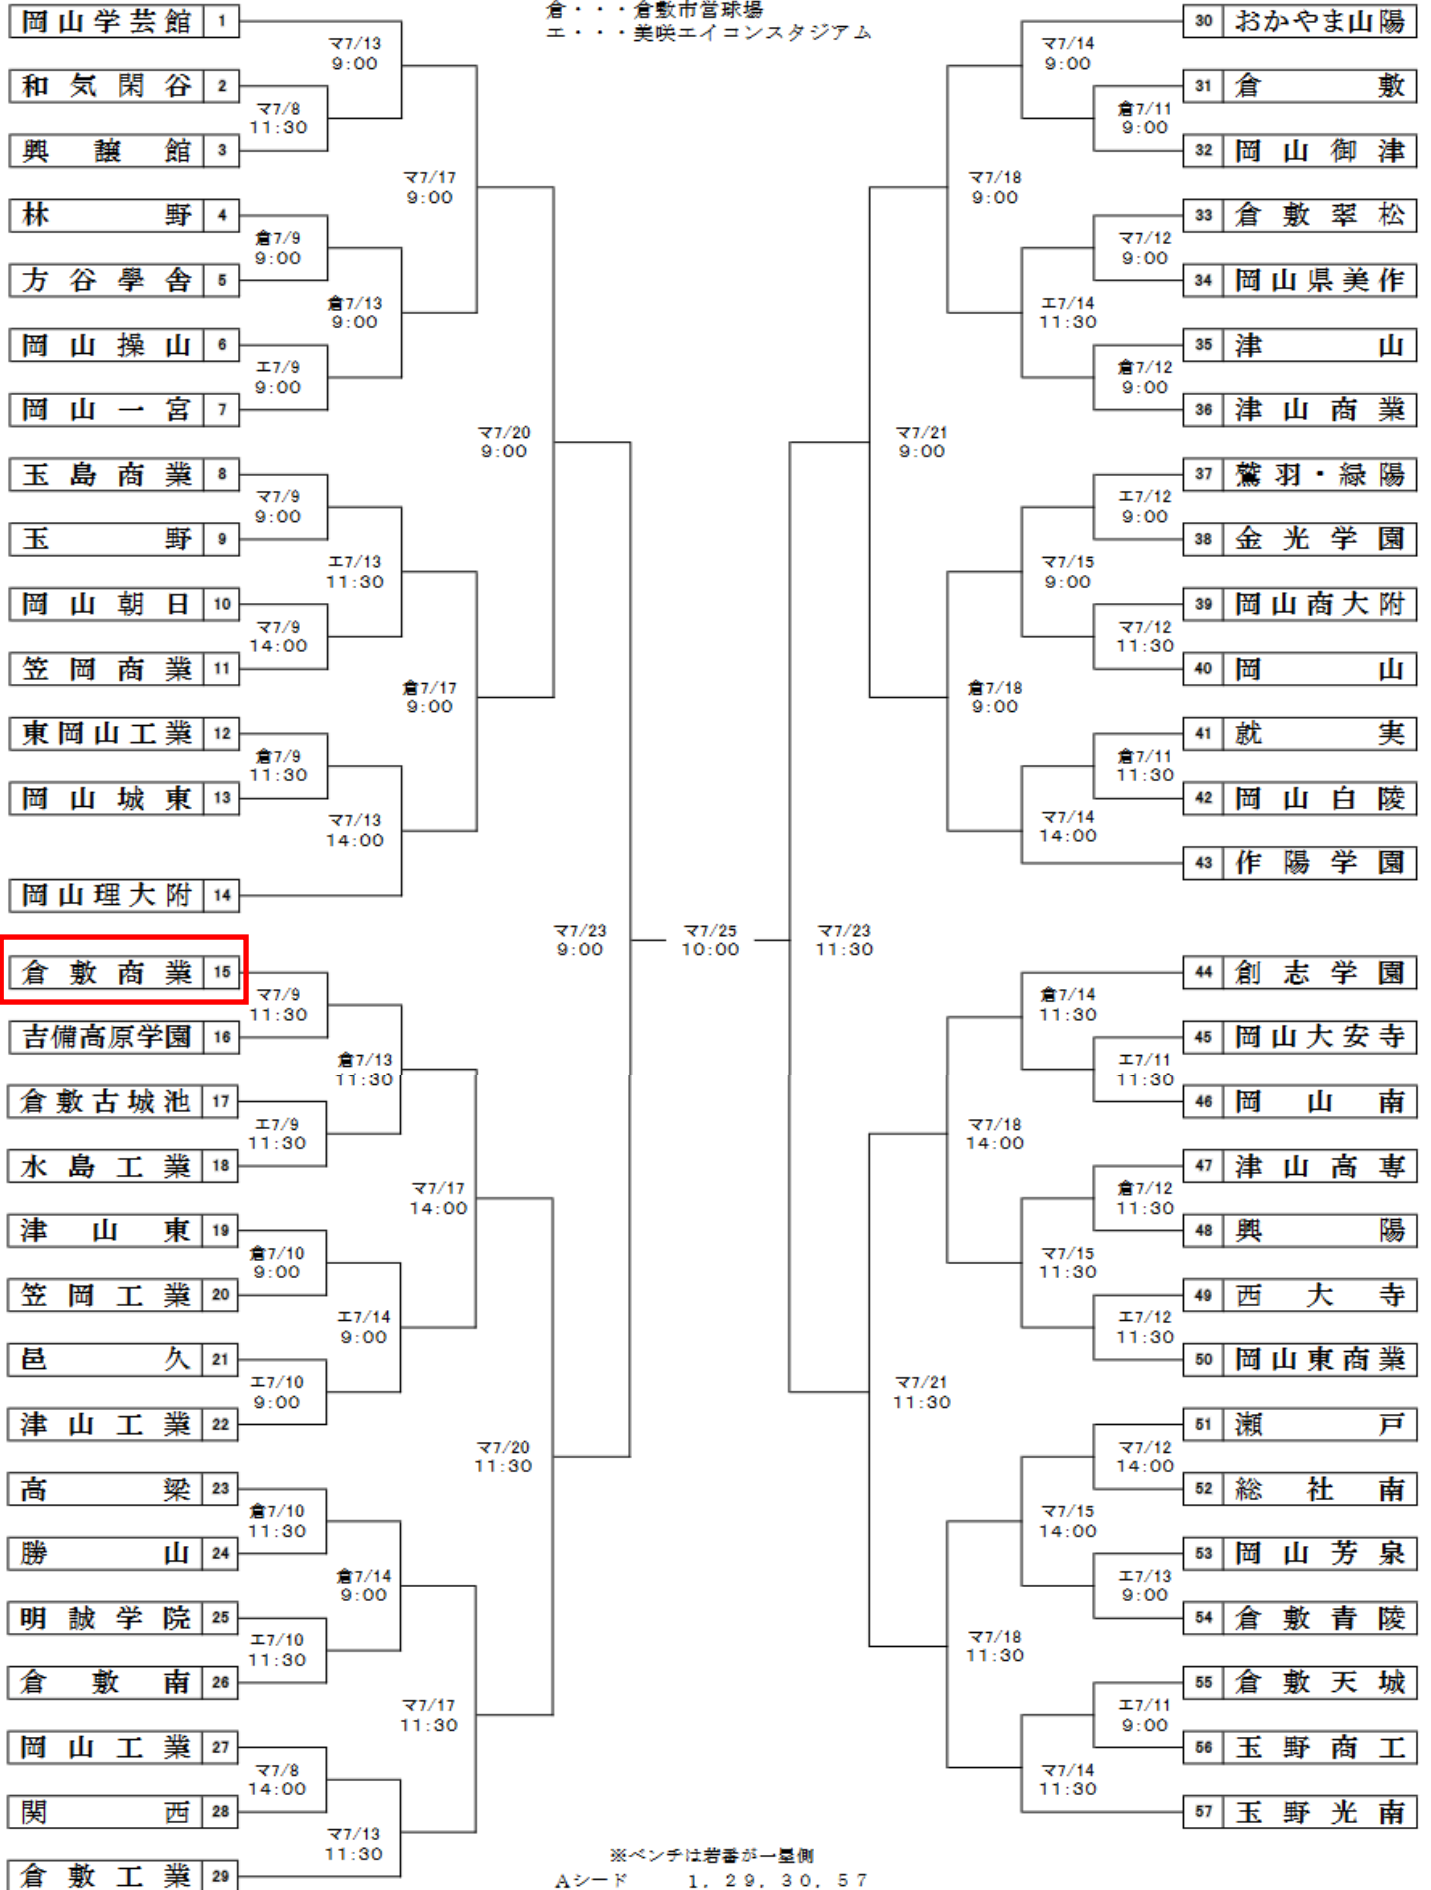 倉・・・倉敷市営球場
エ・・・美咲エイコンスタジアム
岡山学芸館 1
和気閑谷 2
興譲館 3
林野 4
方谷學舎 5
岡山操山 6
岡山一宮 7
玉島商業 8
玉野 9
岡山朝日 10
笠岡商業 11
東岡山工業 12
岡山城東 13
岡山理大附 14
倉敷商業 15
吉備高原学園 16
倉敷古城池 17
水島工業 18
津山東 19
笠岡工業 20
邑久 21
津山工業 22
高梁 23
勝山 24
明誠学院 25
倉敷南 26
岡山工業 27
関西 28
倉敷工業 29
マ7/8
11:30
倉7/9
9:00
エ7/9
9:00
マ7/9
9:00
マ7/9
14:00
倉7/9
11:30
マ7/9
11:30
エ7/9
11:30
倉7/10
9:00
エ7/10
9:00
倉7/10
11:30
エ7/10
11:30
マ7/8
14:00
マ7/13
9:00
倉7/13
9:00
エ7/13
11:30
マ7/13
14:00
倉7/13
11:30
エ7/14
9:00
倉7/14
9:00
マ7/13
11:30
マ7/17
9:00
倉7/17
9:00
マ7/17
14:00
マ7/17
11:30
マ7/20
9:00
マ7/20
11:30
マ7/23
9:00
マ7/25
10:00
マ7/23
11:30
マ7/21
9:00
マ7/21
11:30
マ7/18
9:00
倉7/18
9:00
マ7/18
14:00
マ7/18
11:30
マ7/14
9:00
エ7/14
11:30
マ7/15
9:00
マ7/14
14:00
倉7/14
11:30
マ7/15
11:30
マ7/15
14:00
マ7/14
11:30
倉7/11
9:00
マ7/12
9:00
倉7/12
9:00
エ7/12
9:00
マ7/12
11:30
倉7/11
11:30
エ7/11
11:30
倉7/12
11:30
エ7/12
11:30
マ7/12
14:00
エ7/13
9:00
エ7/11
9:00
30 おかやま山陽
31 倉敷
32 岡山御津
33 倉敷翠松
34 岡山県美作
35 津山
36 津山商業
37 鷲羽・緑陽
38 金光学園
39 岡山商大附
40 岡山
41 就実
42 岡山白陵
43 作陽学園
44 創志学園
45 岡山大安寺
46 岡山南
47 津山高専
48 興陽
49 西大寺
50 岡山東商業
51 瀬戸
52 総社南
53 岡山芳泉
54 倉敷青陵
55 倉敷天城
56 玉野商工
57 玉野光南
※ベンチは若番が一塁側
Aシード 1, 29, 30, 57